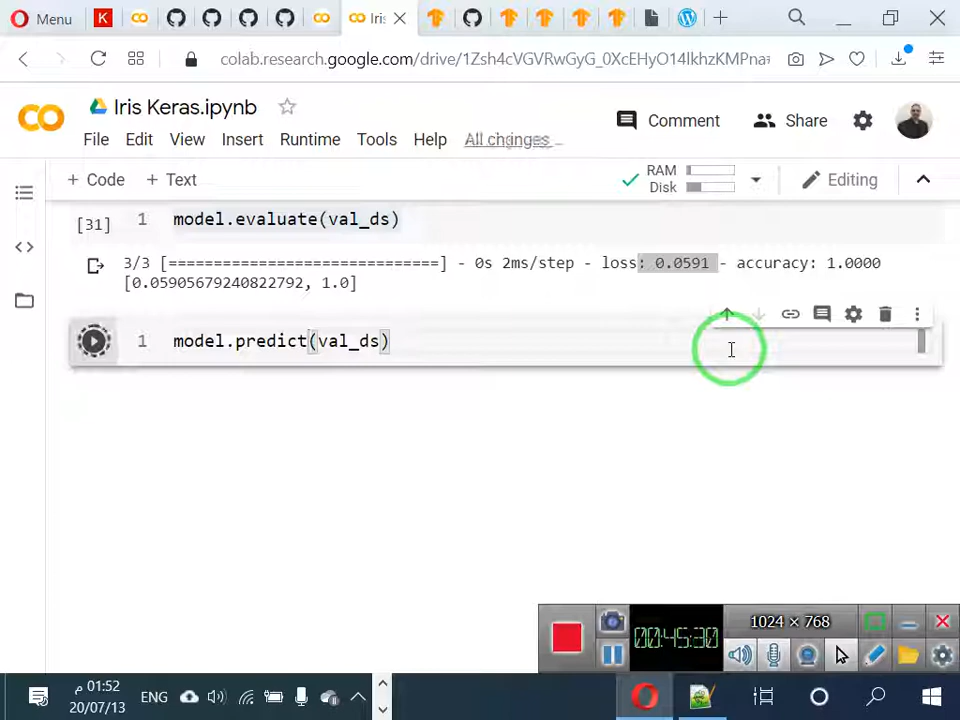 Menu
Iris
colab.research.google.com/drive/1Zsh4cVGVRwGyG_0XcEHyO14lkhzKMPna
Iris Keras.ipynb
Comment
Share
File
Edit
View
Insert
Runtime
Tools
Help
All changes
+ Code
+ Text
RAM
Disk
Editing
[31]
1
model.evaluate(val_ds)
3/3 [==============================] - 0s 2ms/step - loss: 0.0591 - accuracy: 1.0000
[0.05905679240822792, 1.0]
1
model.predict(val_ds)
00:45:30
1024 × 768
ENG
01:52 م
20/07/13